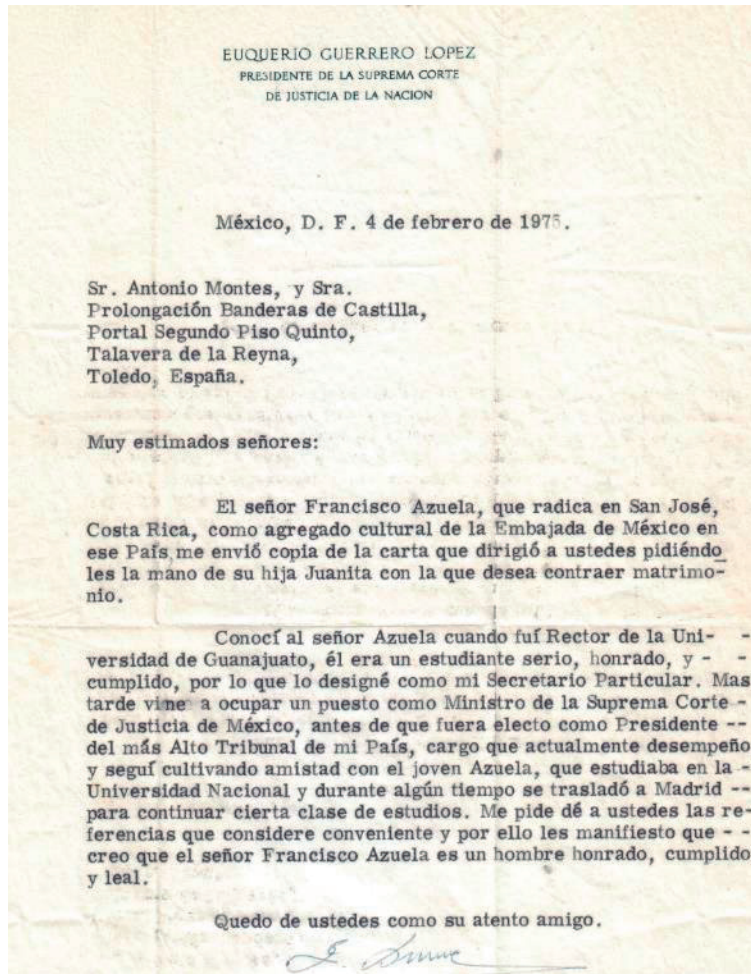 EUQUERIO GUERRERO LOPEZ
PRESIDENTE DE LA SUPREMA CORTE
DE JUSTICIA DE LA NACION
México, D. F. 4 de febrero de 1975.
Sr. Antonio Montes, y Sra.
Prolongación Banderas de Castilla,
Portal Segundo Piso Quinto,
Talavera de la Reyna,
Toledo, España.
Muy estimados señores:
El señor Francisco Azuela, que radica en San José,
Costa Rica, como agregado cultural de la Embajada de México en
ese País, me envió copia de la carta que dirigió a ustedes pidiéndo_
les la mano de su hija Juanita con la que desea contraer matrimo-
nio.
Conocí al señor Azuela cuando fuí Rector de la Uni- -
versidad de Guanajuato, él era un estudiante serio, honrado, y - -
cumplido, por lo que lo designé como mi Secretario Particular. Mas
tarde vine a ocupar un puesto como Ministro de la Suprema Corte -
de Justicia de México, antes de que fuera electo como Presidente --
del más Alto Tribunal de mi País, cargo que actualmente desempeño
y seguí cultivando amistad con el joven Azuela, que estudiaba en la -
Universidad Nacional y durante algún tiempo se trasladó a Madrid --
para continuar cierta clase de estudios. Me pide dé a ustedes las re-
ferencias que considere conveniente y por ello les manifiesto que - -
creo que el señor Francisco Azuela es un hombre honrado, cumplido
y leal.
Quedo de ustedes como su atento amigo.